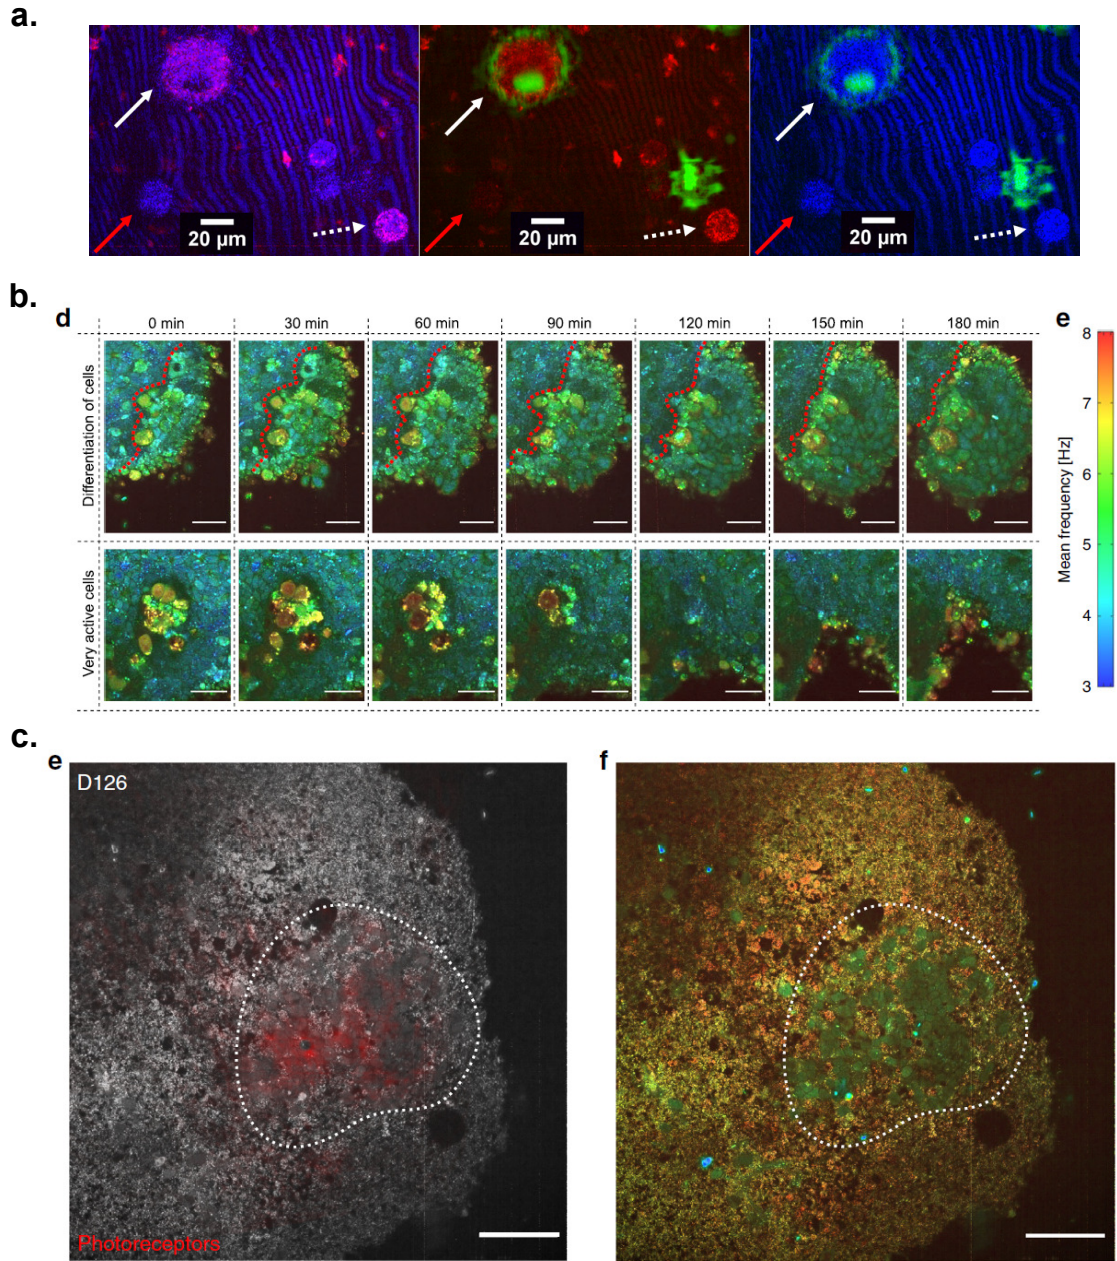 a.
20 µm 20 µm 20 µm
b.
d
0 min 30 min 60 min 90 min 120 min 150 min 180 min
e
Differentiation of cells
Very active cells
8
7
6
5
4
3
Mean frequency [Hz]
c.
e
D126
Photoreceptors
f